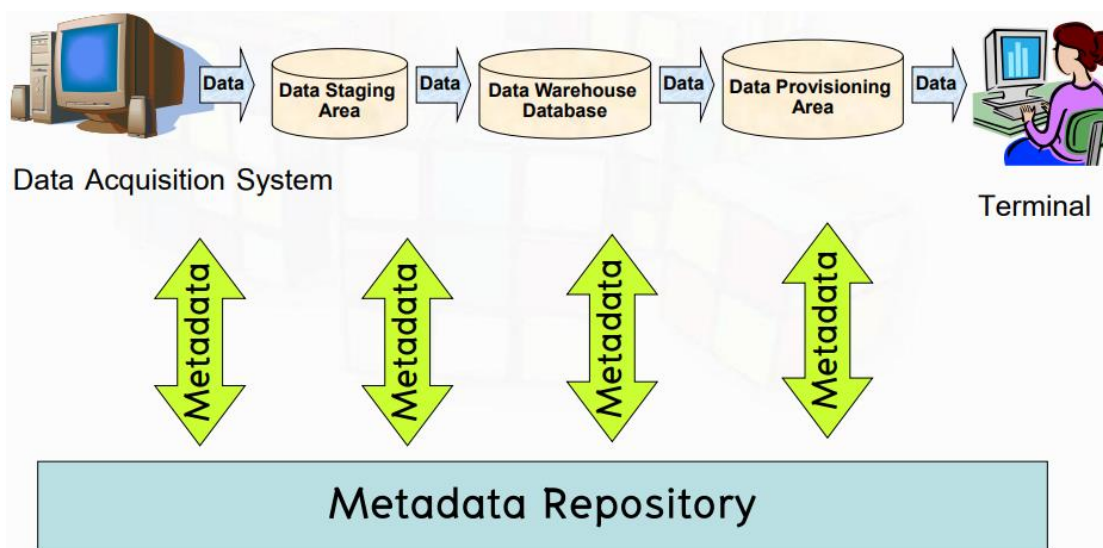 Data
Data Staging
Area
Data
Data Warehouse
Database
Data
Data Provisioning
Area
Data
Data Acquisition System
Terminal
Metadata
Metadata
Metadata
Metadata
Metadata Repository